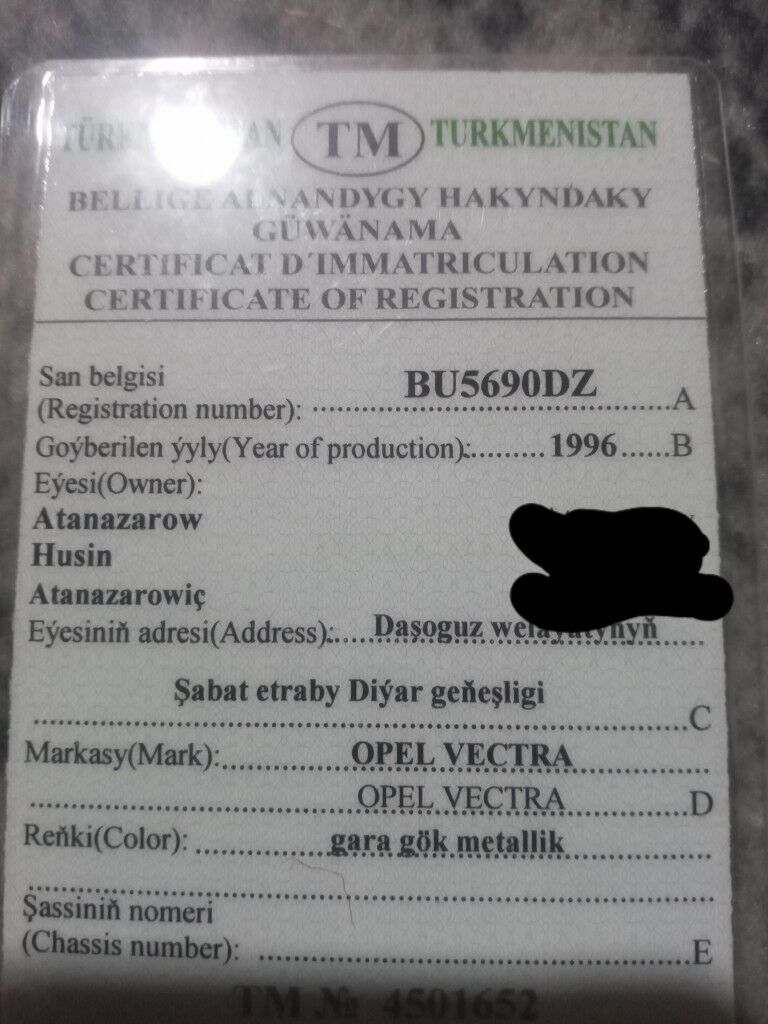 TM TURKMENISTAN
BELLIGE ALNANDYGY HAKYNDAKY
GÜWÄNAMA
CERTIFICAT D´IMMATRICULATION
CERTIFICATE OF REGISTRATION
San belgisi
(Registration number): BU5690DZ A
Goýberilen ýyly(Year of production): 1996 B
Eýesi(Owner):
Atanazarow
Husin
Atanazarowiç
Eýesiniň adresi(Address): Daşoguz welaýatynyň
Şabat etraby Diýar geňeşligi
C
Markasy(Mark): OPEL VECTRA
OPEL VECTRA D
Reňki(Color): gara gök metallik
Şassiniň nomeri
(Chassis number): E
TM № 4501652